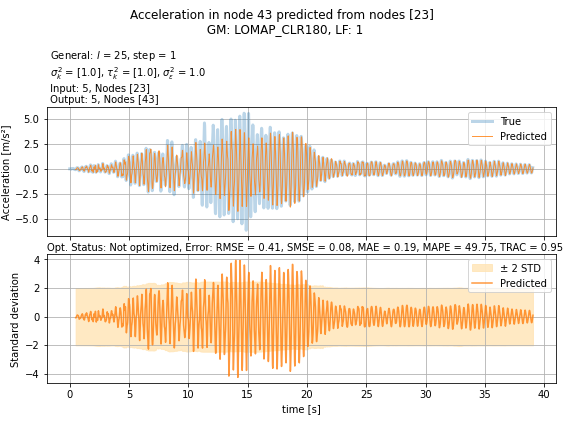 Acceleration in node 43 predicted from nodes [23]
GM: LOMAP_CLR180, LF: 1
General: l = 25, step = 1
σ²ₖ = [1.0], τ²ₖ = [1.0], σ²_ε = 1.0
Input: 5, Nodes [23]
Output: 5, Nodes [43]
5.0
2.5
0.0
−2.5
−5.0
Acceleration [m/s²]
True
Predicted
Opt. Status: Not optimized, Error: RMSE = 0.41, SMSE = 0.08, MAE = 0.19, MAPE = 49.75, TRAC = 0.95
4
2
0
−2
−4
Standard deviation
± 2 STD
Predicted
0 5 10 15 20 25 30 35 40
time [s]